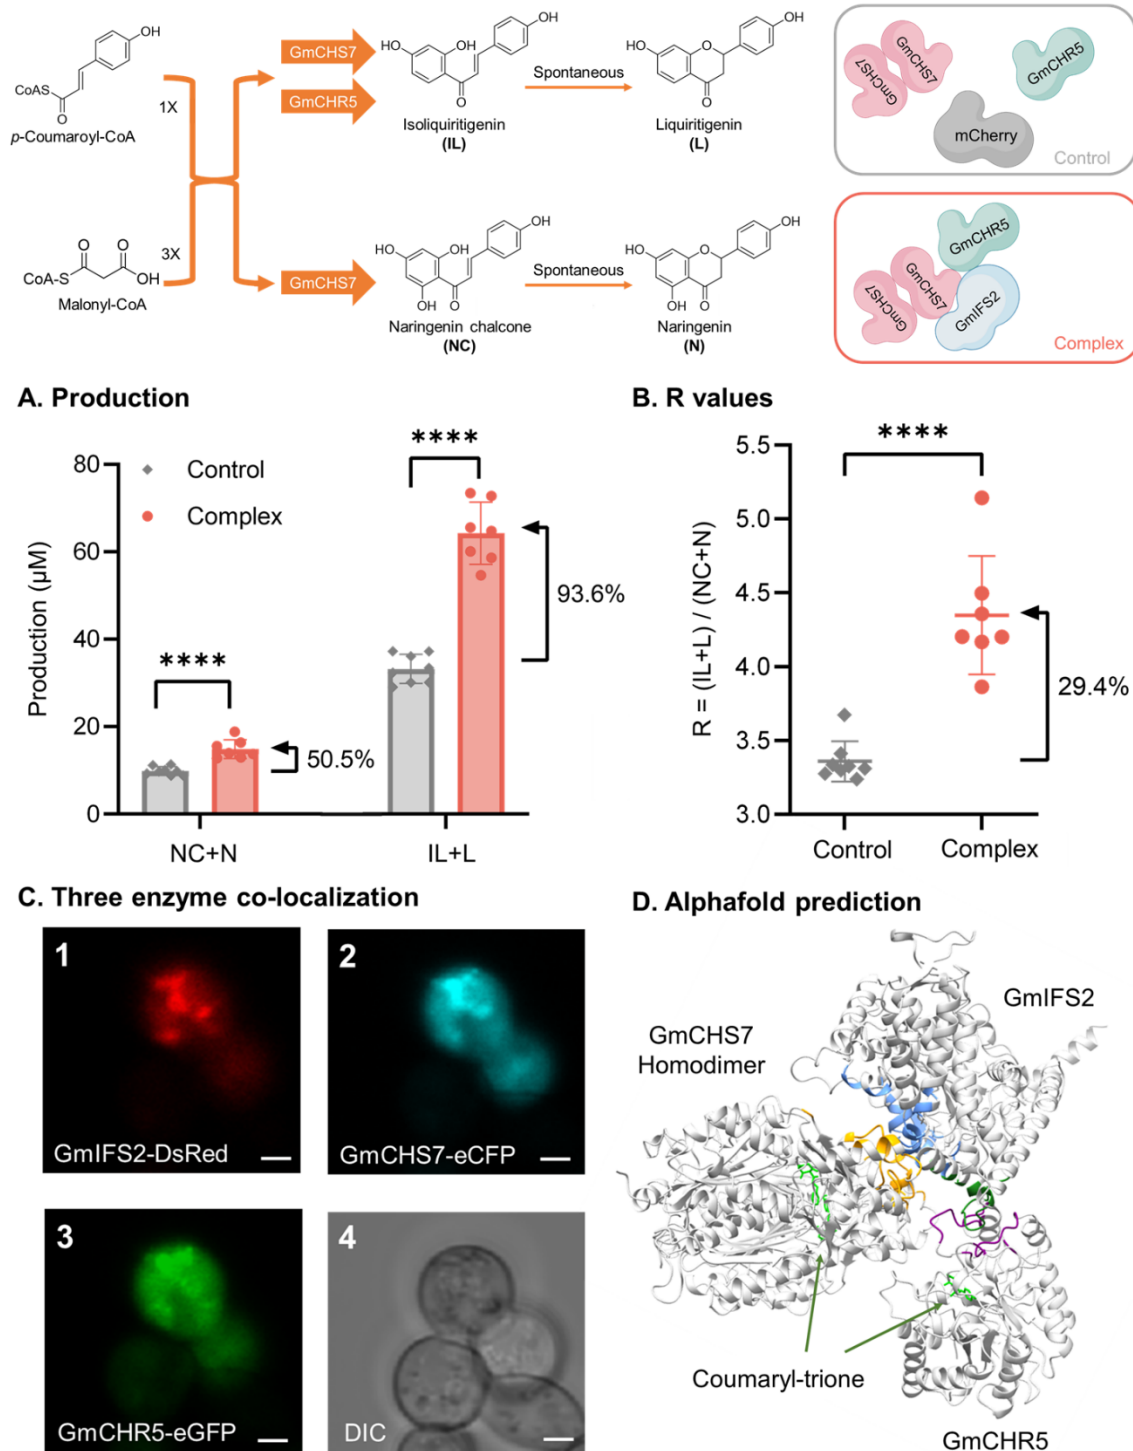 OH
CoAS
O
p-Coumaroyl-CoA
1X
O O
CoA-S OH
Malonyl-CoA
3X
GmCHS7
GmCHR5
GmCHS7
HO OH OH
O
Isoliquiritigenin
(IL)
Spontaneous
HO O OH
O
Liquiritigenin
(L)
HO OH OH
OH O
Naringenin chalcone
(NC)
Spontaneous
HO O OH
OH O
Naringenin
(N)
GmCHS7
GmCHS7
GmCHR5
mCherry
Control
GmCHR5
GmCHS7
GmCHS7
GmIFS2
Complex
A. Production
Production (µM)
80
60
40
20
0
Control
Complex
****
50.5%
****
93.6%
NC+N
IL+L
B. R values
R = (IL+L) / (NC+N)
5.5
5.0
4.5
4.0
3.5
3.0
****
29.4%
Control
Complex
C. Three enzyme co-localization
1
GmIFS2-DsRed
2
GmCHS7-eCFP
3
GmCHR5-eGFP
4
DIC
D. Alphafold prediction
GmIFS2
GmCHS7
Homodimer
Coumaryl-trione
GmCHR5